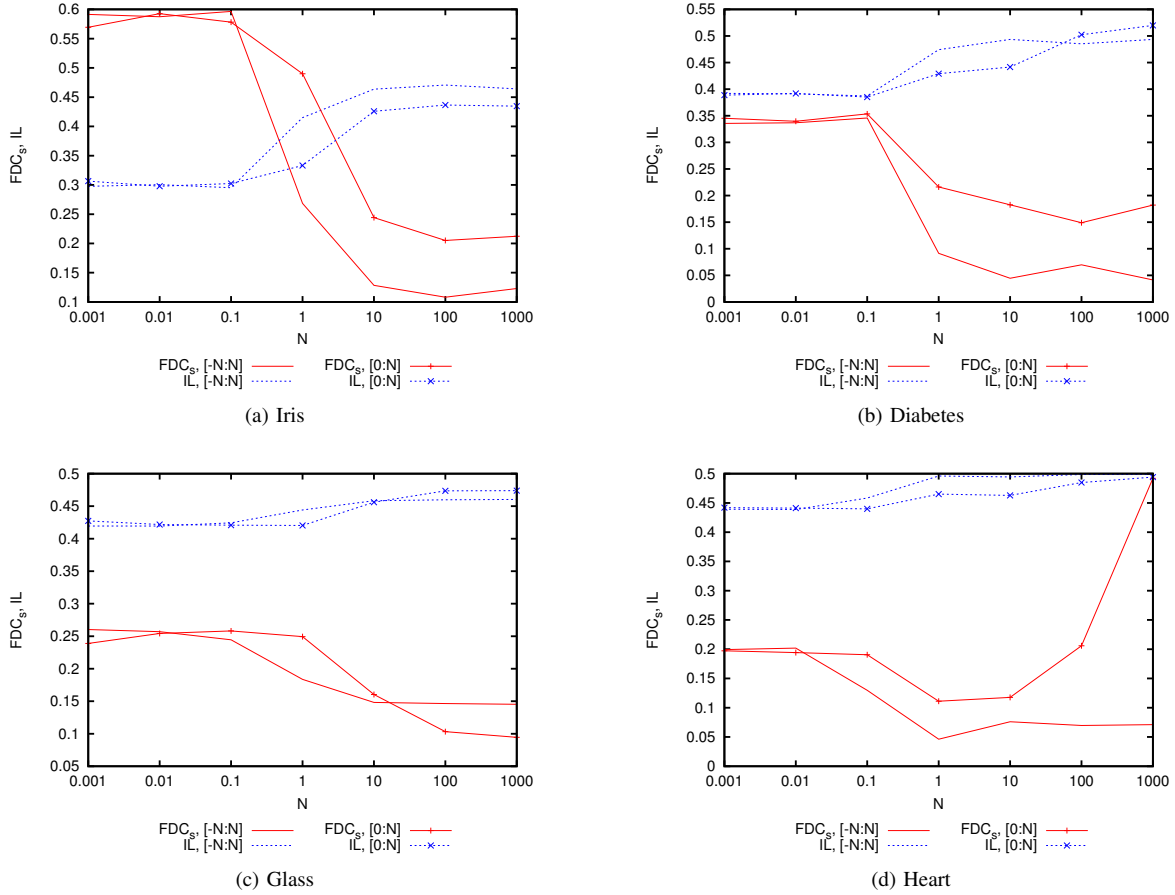 0.6
0.55
0.5
0.45
0.4
0.35
0.3
0.25
0.2
0.15
0.1
FDCs, IL
0.001 0.01 0.1 1 10 100 1000
N
FDCs, [-N:N] FDCs, [0:N]
IL, [-N:N] IL, [0:N]
(a) Iris
0.55
0.5
0.45
0.4
0.35
0.3
0.25
0.2
0.15
0.1
0.05
0
FDCs, IL
0.001 0.01 0.1 1 10 100 1000
N
FDCs, [-N:N] FDCs, [0:N]
IL, [-N:N] IL, [0:N]
(b) Diabetes
0.5
0.45
0.4
0.35
0.3
0.25
0.2
0.15
0.1
0.05
FDCs, IL
0.001 0.01 0.1 1 10 100 1000
N
FDCs, [-N:N] FDCs, [0:N]
IL, [-N:N] IL, [0:N]
(c) Glass
0.5
0.45
0.4
0.35
0.3
0.25
0.2
0.15
0.1
0.05
0
FDCs, IL
0.001 0.01 0.1 1 10 100 1000
N
FDCs, [-N:N] FDCs, [0:N]
IL, [-N:N] IL, [0:N]
(d) Heart